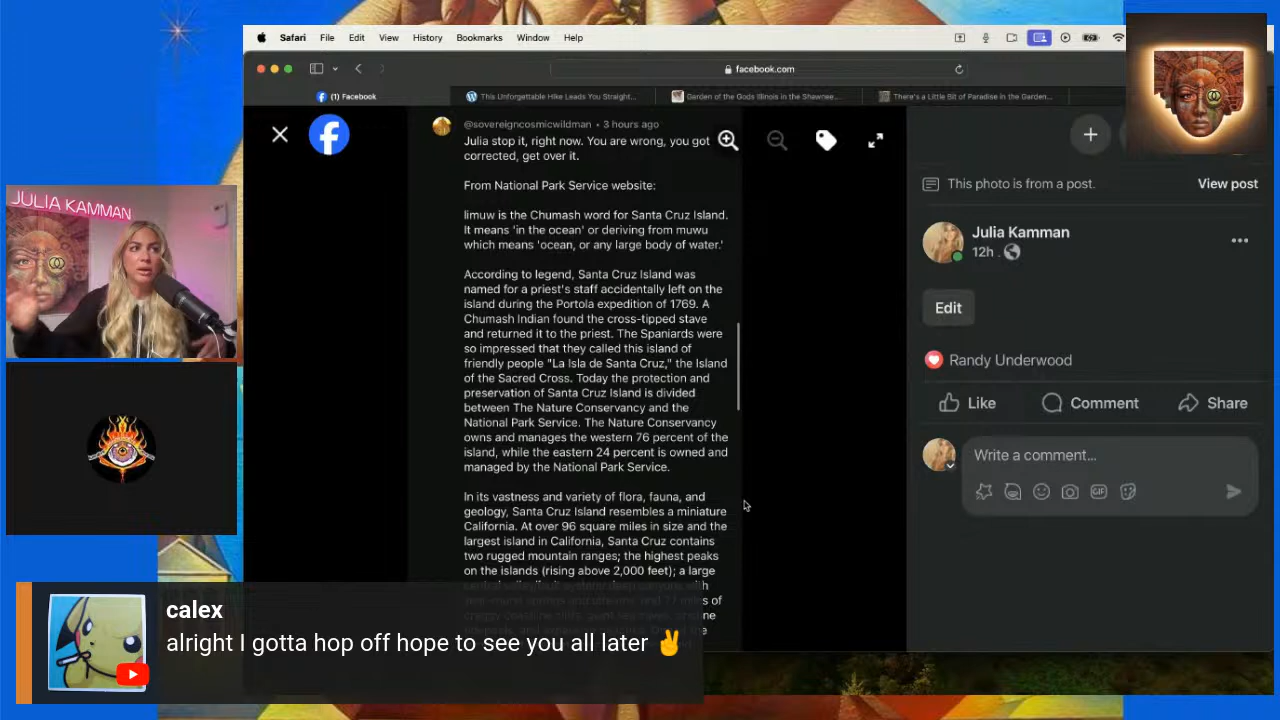 Safari File Edit View History Bookmarks Window Help
facebook.com
(1) Facebook
This Unforgettable Hike Leads You Straight...
Garden of the Gods Illinois in the Shawnee...
There's a Little Bit of Paradise in the Garden...
@sovereigncosmicwildman • 3 hours ago
Julia stop it, right now. You are wrong, you got
corrected, get over it.
From National Park Service website:
limuw is the Chumash word for Santa Cruz Island.
It means 'in the ocean' or deriving from muwu
which means 'ocean, or any large body of water.'
According to legend, Santa Cruz Island was
named for a priest's staff accidentally left on the
island during the Portola expedition of 1769. A
Chumash Indian found the cross-tipped stave
and returned it to the priest. The Spaniards were
so impressed that they called this island of
friendly people "La Isla de Santa Cruz," the Island
of the Sacred Cross. Today the protection and
preservation of Santa Cruz Island is divided
between The Nature Conservancy and the
National Park Service. The Nature Conservancy
owns and manages the western 76 percent of the
island, while the eastern 24 percent is owned and
managed by the National Park Service.
In its vastness and variety of flora, fauna, and
geology, Santa Cruz Island resembles a miniature
California. At over 96 square miles in size and the
largest island in California, Santa Cruz contains
two rugged mountain ranges; the highest peaks
on the islands (rising above 2,000 feet); a large
This photo is from a post.
View post
Julia Kamman
12h
Edit
Randy Underwood
Like Comment Share
Write a comment...
GIF
JULIA KAMMAN
calex
alright I gotta hop off hope to see you all later ✌️